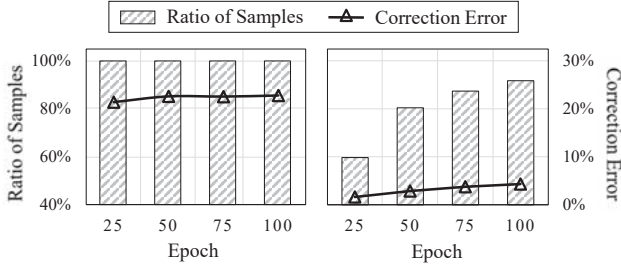 Ratio of Samples Correction Error
100%
80%
60%
40%
Ratio of Samples
25 50 75 100
Epoch
30%
20%
10%
0%
Correction Error
25 50 75 100
Epoch